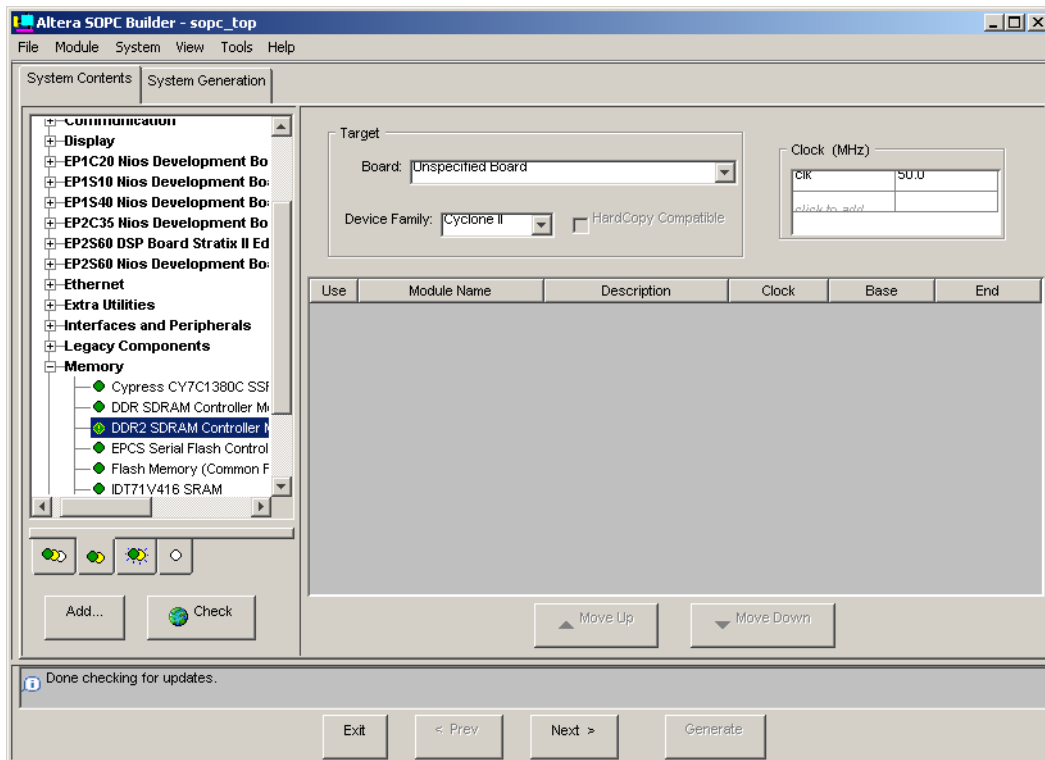 Altera SOPC Builder - sopc_top
File Module System View Tools Help
System Contents System Generation
Communication
Display
EP1C20 Nios Development Bo
EP1S10 Nios Development Bo
EP1S40 Nios Development Bo
EP2C35 Nios Development Bo
EP2S60 DSP Board Stratix II Ed
EP2S60 Nios Development Bo
Ethernet
Extra Utilities
Interfaces and Peripherals
Legacy Components
Memory
Cypress CY7C1380C SSR
DDR SDRAM Controller M
DDR2 SDRAM Controller M
EPCS Serial Flash Control
Flash Memory (Common F
IDT71V416 SRAM
Add... Check
Target
Board: Unspecified Board
Device Family: Cyclone II HardCopy Compatible
Clock (MHz)
clk 50.0
click to add
Use Module Name Description Clock Base End
Move Up Move Down
Done checking for updates.
Exit < Prev Next > Generate